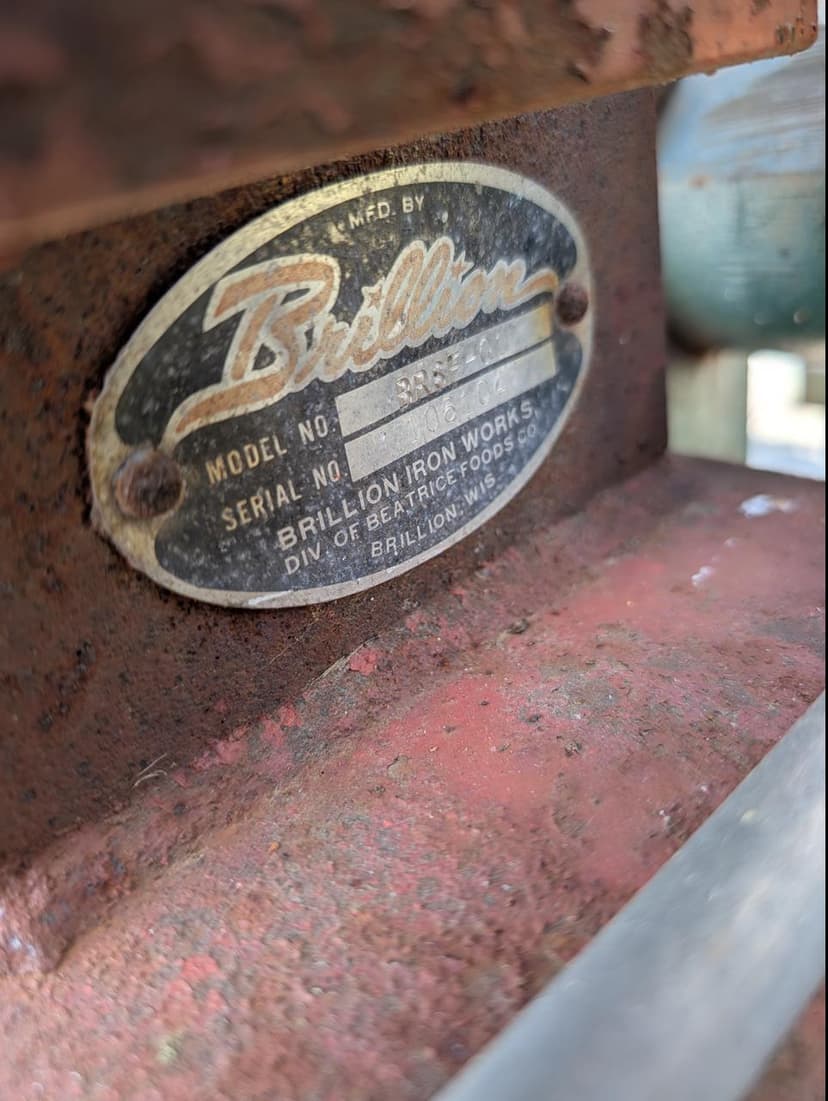 MFD. BY
Brillion
MODEL NO.
SERIAL NO.
BRILLION IRON WORKS,
DIV. OF BEATRICE FOODS CO.
BRILLION, WIS.